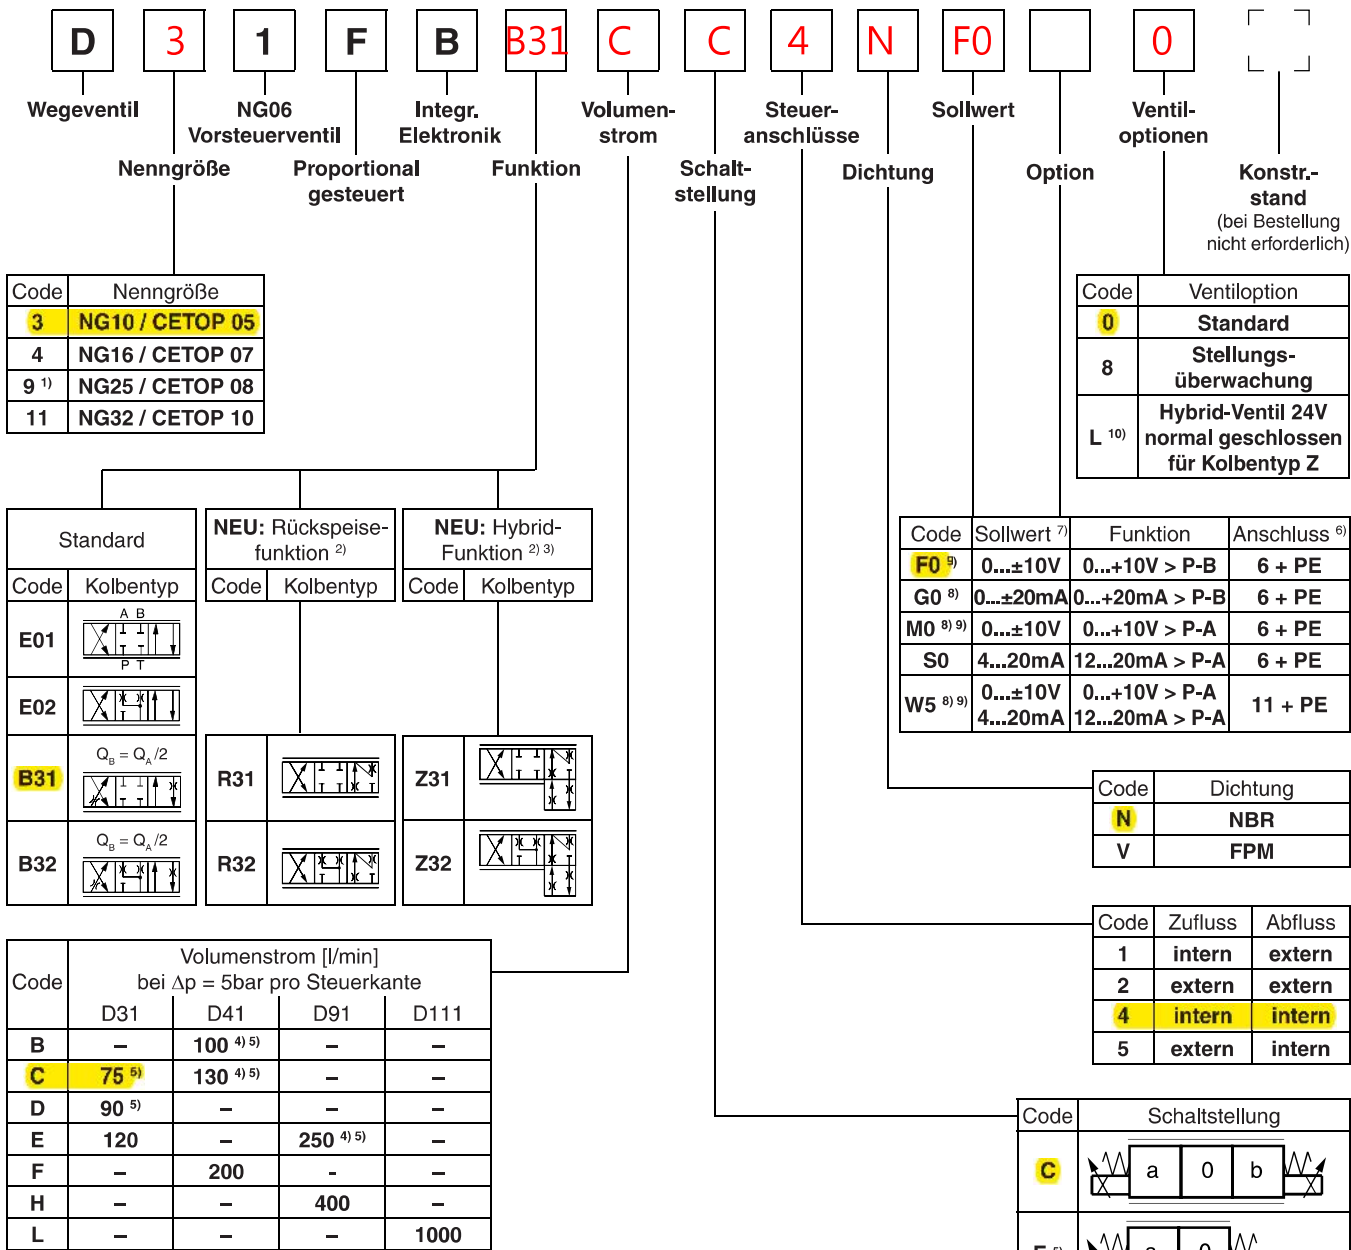 D 3 1 F B B31 C C 4 N F0 0
Wegeventil
NG06
Vorsteuerventil
Integr.
Elektronik
Volumen-
strom
Steuer-
anschlüsse
Sollwert
Ventil-
optionen
Nenngröße
Proportional
gesteuert
Funktion
Schalt-
stellung
Dichtung
Option
Konstr.-
stand
(bei Bestellung
nicht erforderlich)
Code Nenngröße
3 NG10 / CETOP 05
4 NG16 / CETOP 07
9 1) NG25 / CETOP 08
11 NG32 / CETOP 10
Code Ventiloption
0 Standard
8 Stellungs-
überwachung
L 10) Hybrid-Ventil 24V
normal geschlossen
für Kolbentyp Z
Standard
Code Kolbentyp
E01
A B
P T
E02
B31
Q_B = Q_A /2
B32
Q_B = Q_A /2
NEU: Rückspeise-
funktion 2)
Code Kolbentyp
R31
R32
NEU: Hybrid-
Funktion 2) 3)
Code Kolbentyp
Z31
Z32
Code Sollwert 7) Funktion Anschluss 6)
F0 9) 0...±10V 0...+10V > P-B 6 + PE
G0 8) 0...±20mA 0...+20mA > P-B 6 + PE
M0 8) 9) 0...±10V 0...+10V > P-A 6 + PE
S0 4...20mA 12...20mA > P-A 6 + PE
W5 8) 9) 0...±10V 0...+10V > P-A 11 + PE
4...20mA 12...20mA > P-A
Code Dichtung
N NBR
V FPM
Code Zufluss Abfluss
1 intern extern
2 extern extern
4 intern intern
5 extern intern
Code Volumenstrom [l/min]
bei Δp = 5bar pro Steuerkante
D31 D41 D91 D111
B – 100 4) 5) – –
C 75 5) 130 4) 5) – –
D 90 5) – – –
E 120 – 250 4) 5) –
F – 200 - –
H – – 400 –
L – – – 1000
Code Schaltstellung
C a 0 b
E 5) a 0